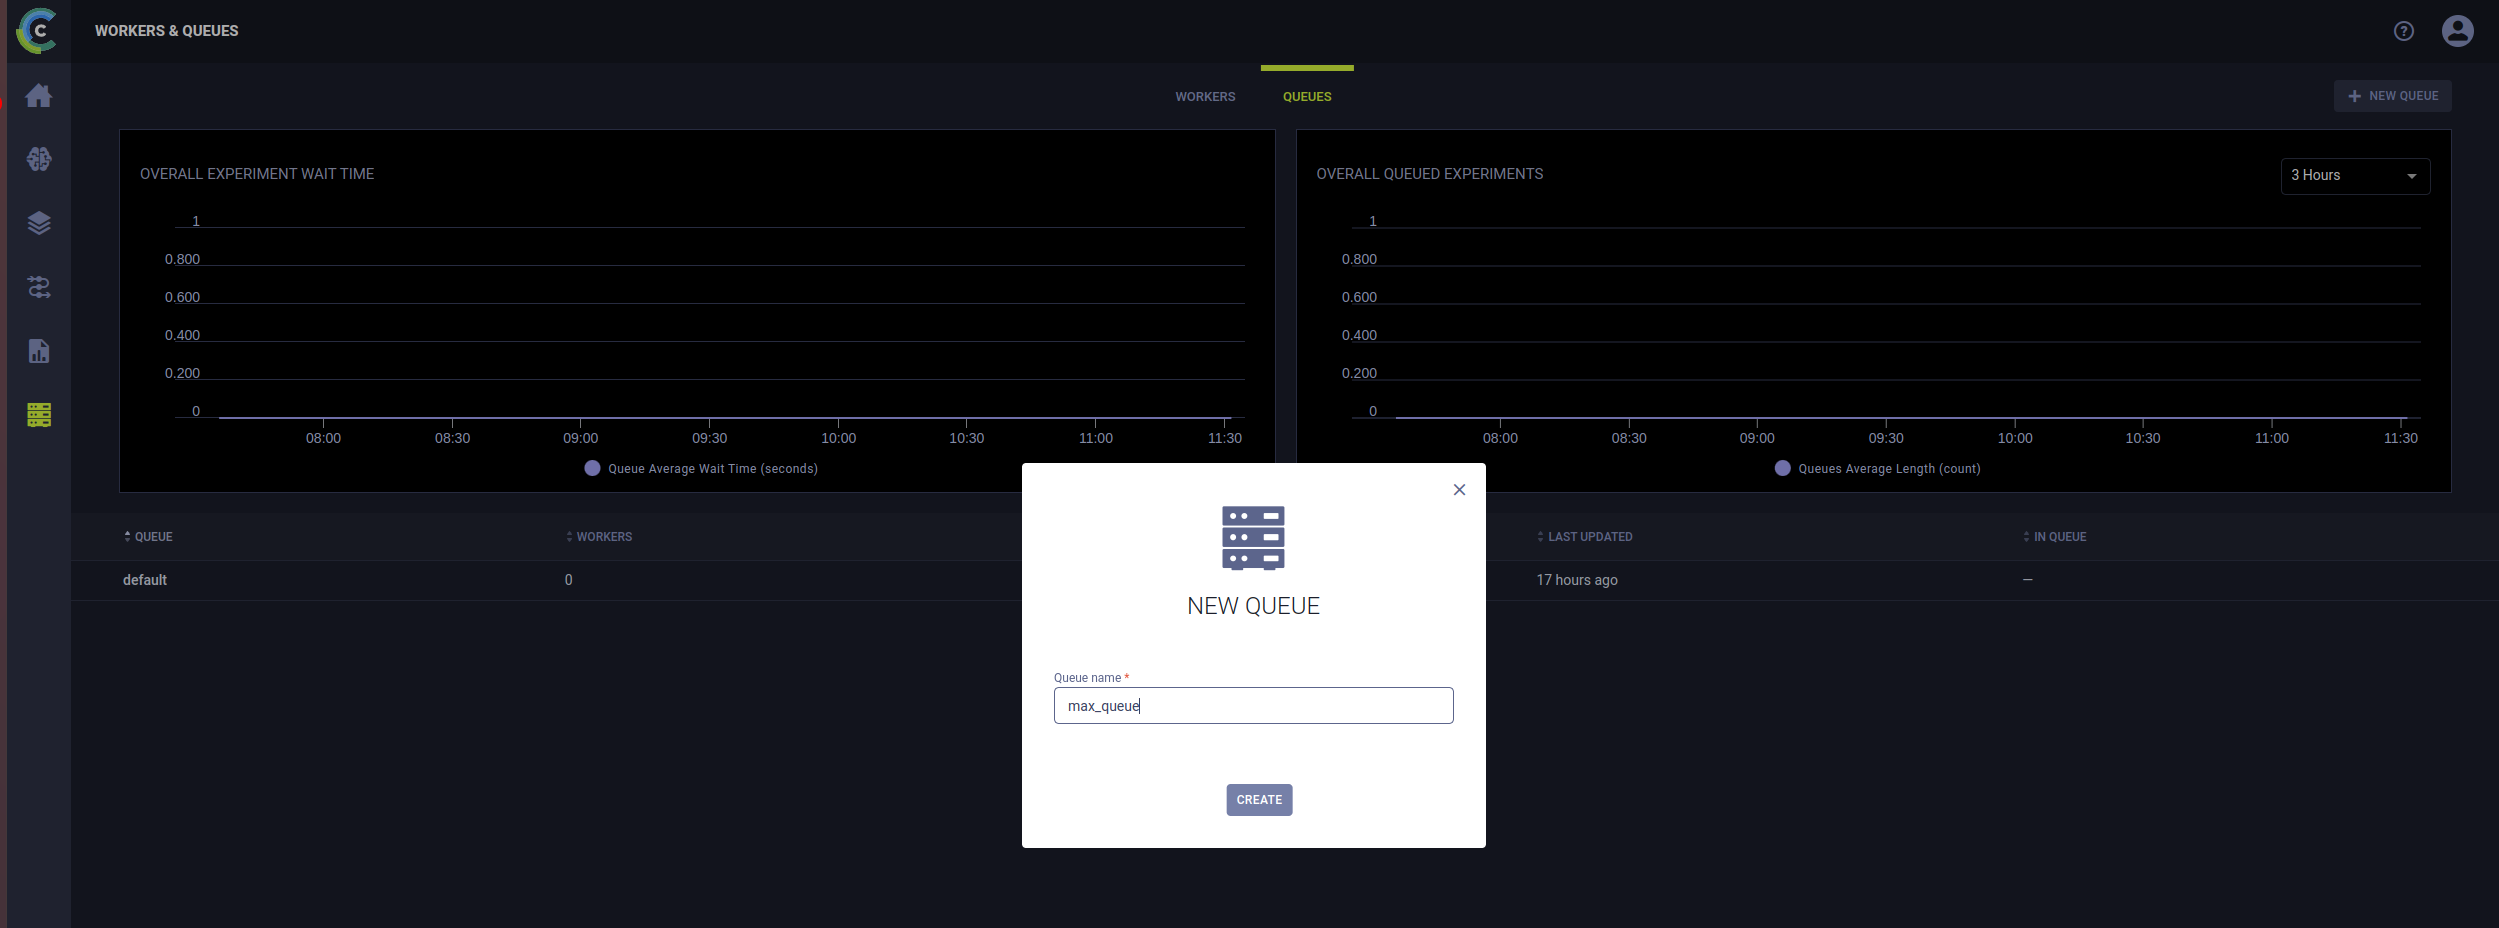 C
WORKERS & QUEUES
?
WORKERS
QUEUES
NEW QUEUE
OVERALL EXPERIMENT WAIT TIME
1
0.800
0.600
0.400
0.200
0
08:00 08:30 09:00 09:30 10:00 10:30 11:00 11:30
Queue Average Wait Time (seconds)
OVERALL QUEUED EXPERIMENTS
3 Hours
1
0.800
0.600
0.400
0.200
0
08:00 08:30 09:00 09:30 10:00 10:30 11:00 11:30
Queues Average Length (count)
QUEUE WORKERS LAST UPDATED IN QUEUE
default 0 17 hours ago —
NEW QUEUE
Queue name *
max_queue
CREATE